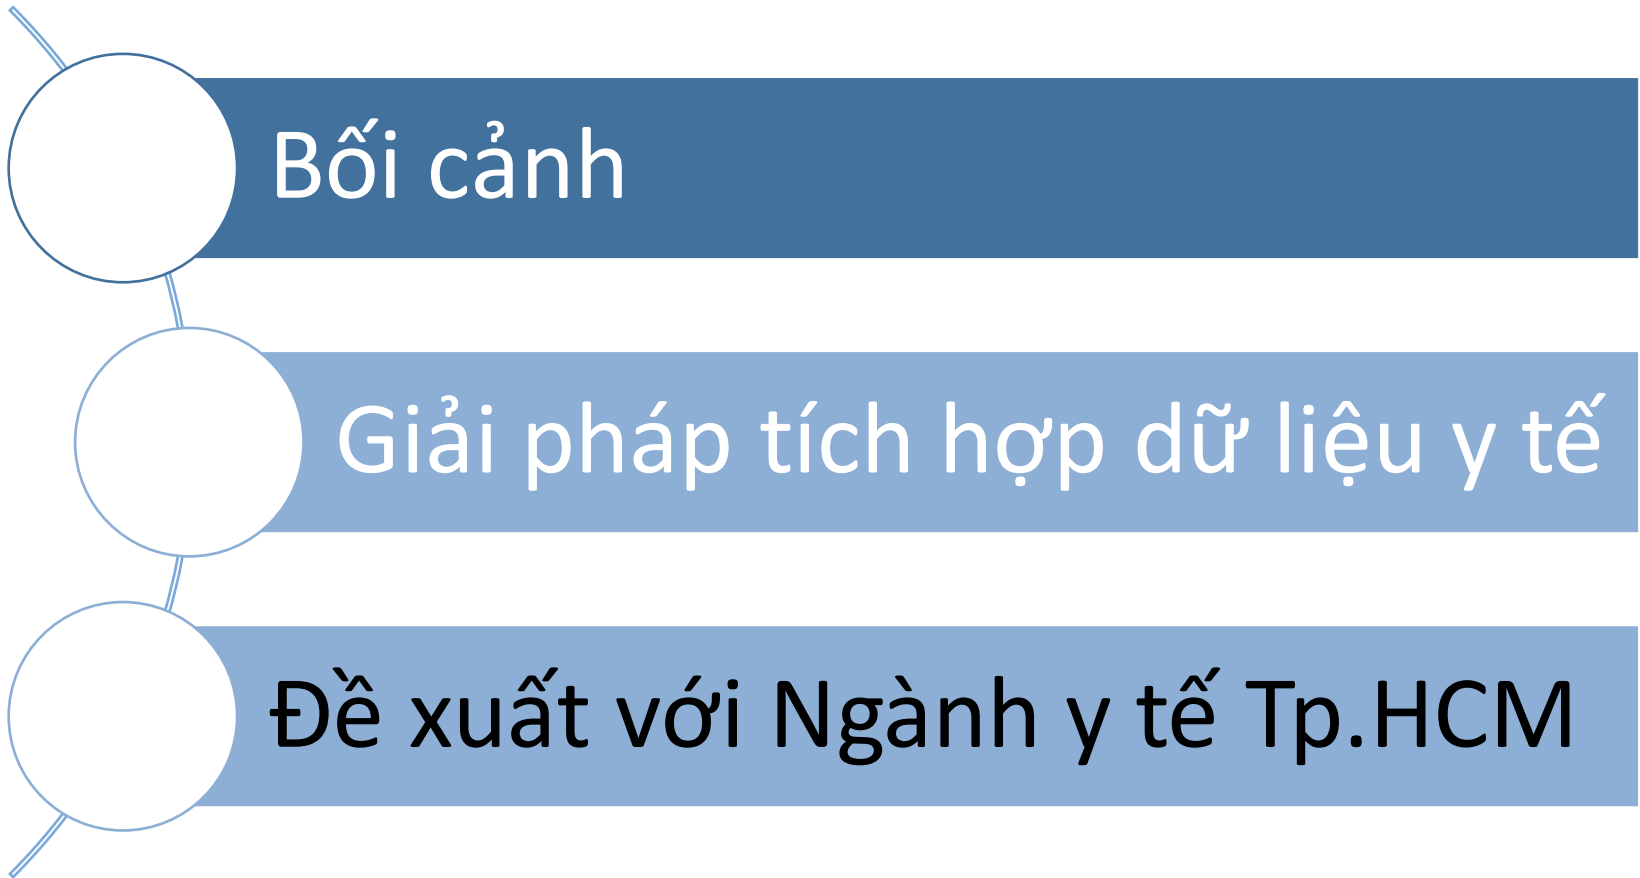 Bối cảnh
Giải pháp tích hợp dữ liệu y tế
Đề xuất với Ngành y tế Tp.HCM